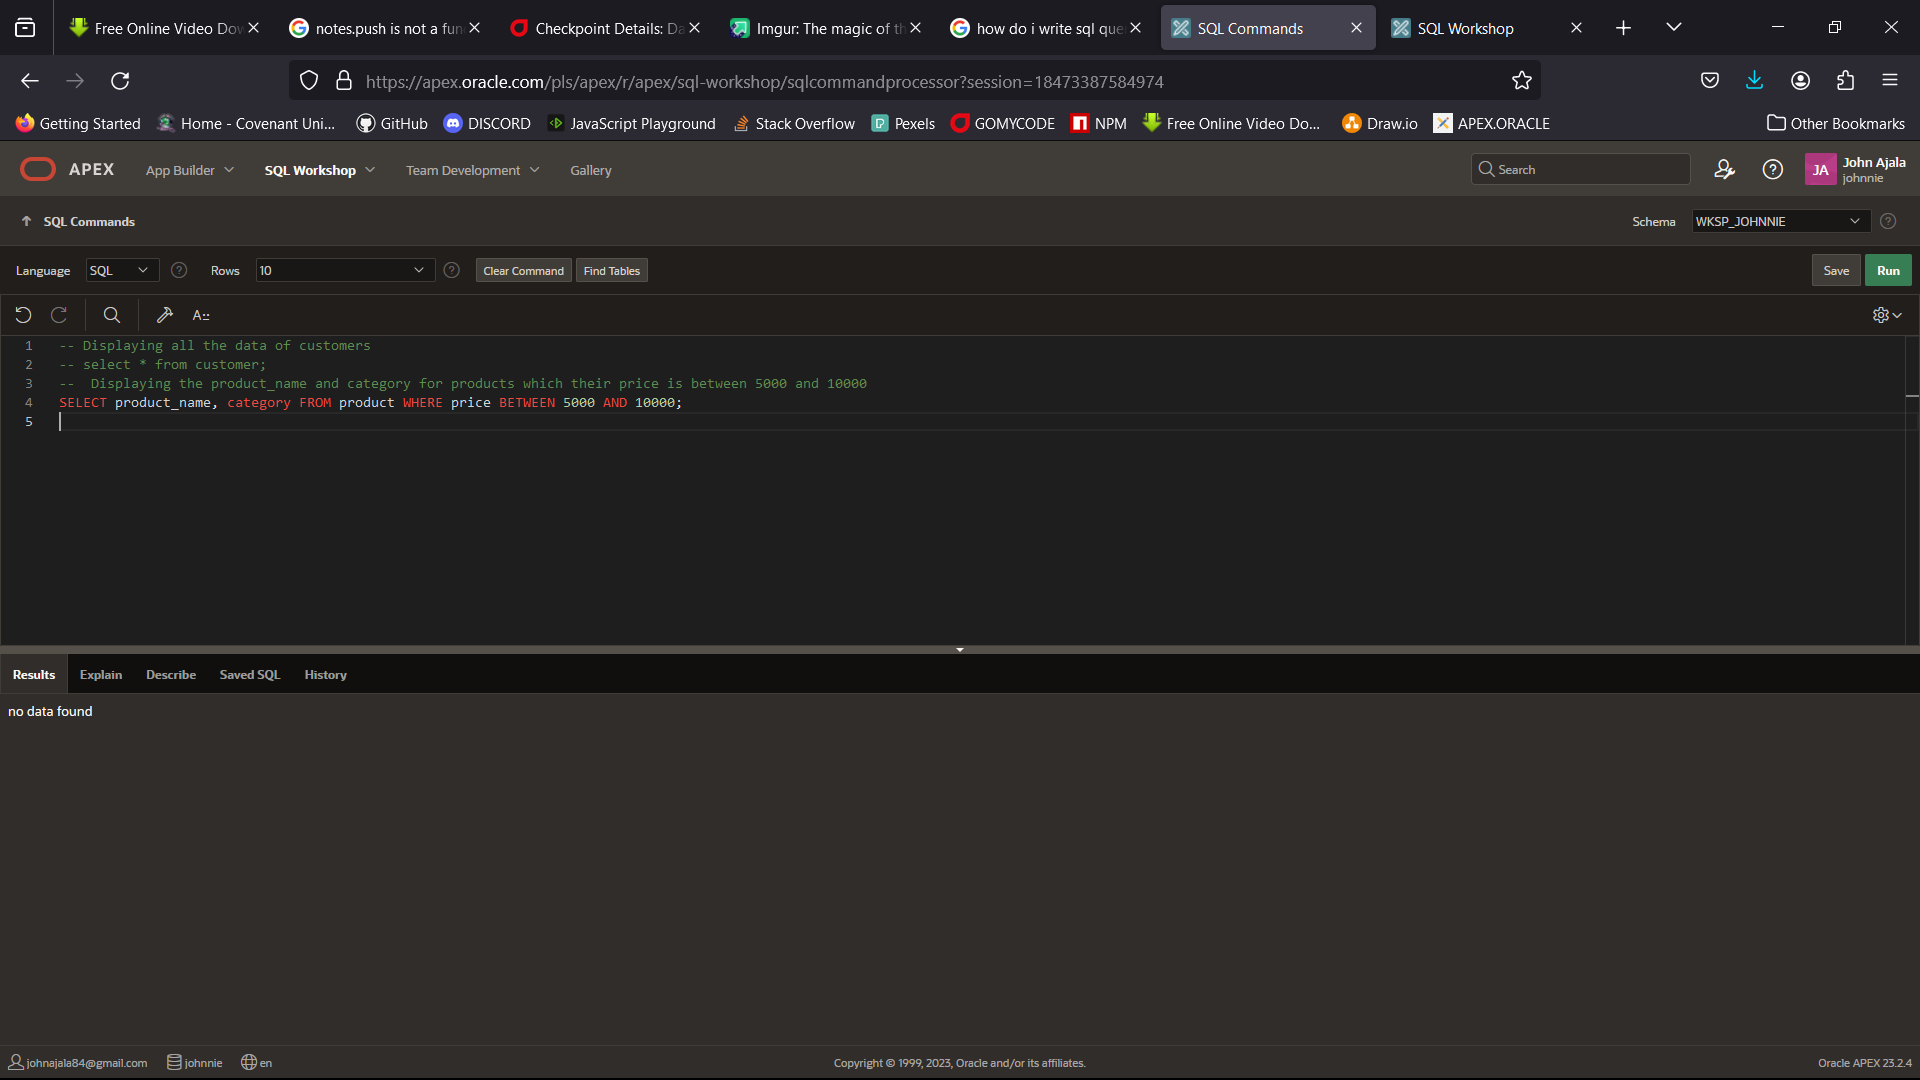 Free Online Video Dow
notes.push is not a fun
Checkpoint Details: Da
Imgur: The magic of th
how do i write sql que
SQL Commands
SQL Workshop
https://apex.oracle.com/pls/apex/r/apex/sql-workshop/sqlcommandprocessor?session=18473387584974
Getting Started
Home - Covenant Uni...
GitHub
DISCORD
JavaScript Playground
Stack Overflow
Pexels
GOMYCODE
NPM
Free Online Video Do...
Draw.io
APEX.ORACLE
Other Bookmarks
APEX
App Builder
SQL Workshop
Team Development
Gallery
Search
JA
John Ajala
johnnie
SQL Commands
Schema
WKSP_JOHNNIE
Language
SQL
Rows
10
Clear Command
Find Tables
Save
Run
A::
1 -- Displaying all the data of customers
2 -- select * from customer;
3 --  Displaying the product_name and category for products which their price is between 5000 and 10000
4 SELECT product_name, category FROM product WHERE price BETWEEN 5000 AND 10000;
5
Results
Explain
Describe
Saved SQL
History
no data found
johnajala84@gmail.com
johnnie
en
Copyright © 1999, 2023, Oracle and/or its affiliates.
Oracle APEX 23.2.4